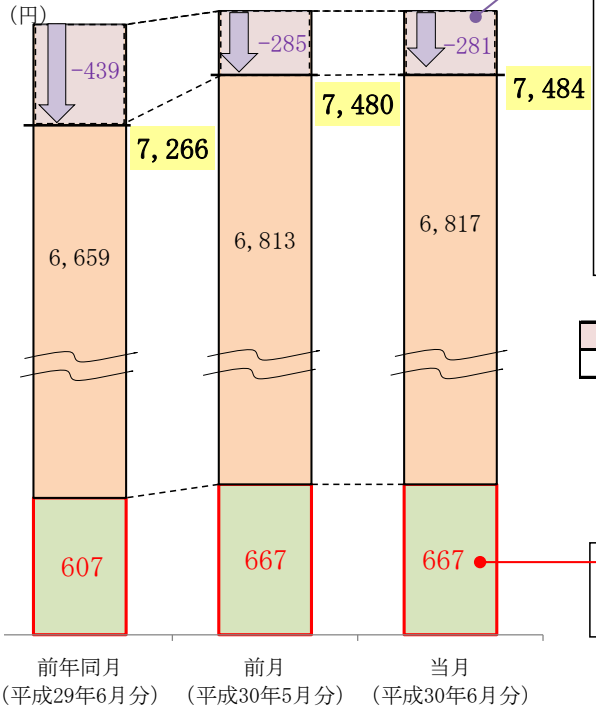 (円)
-439
-285
-281
7,266
7,480
7,484
6,659
6,813
6,817
607
667
667
前年同月
(平成29年6月分)
前月
(平成30年5月分)
当月
(平成30年6月分)